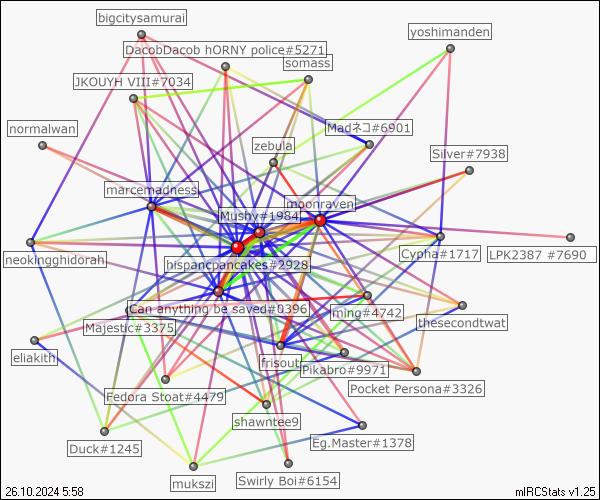 bigcitysamurai
yoshimanden
DacobDacob hORNY police#5271
somass
JKOUYH VIII#7034
normalwan
Madネコ#6901
zebula
Silver#7938
marcemadness
moonraven
Mushy#1984
neokingghidorah
Cypha#1717
LPK2387 #7690
hispancpancakes#2928
Can anything be saved#0396
Majestic#3375
ming#4742
thesecondtwat
eliakith
frisout
Pikabro#9971
Fedora Stoat#4479
Pocket Persona#3326
shawntee9
Duck#1245
Eg.Master#1378
mukszi
Swirly Boi#6154
26.10.2024 5:58
mIRCStats v1.25